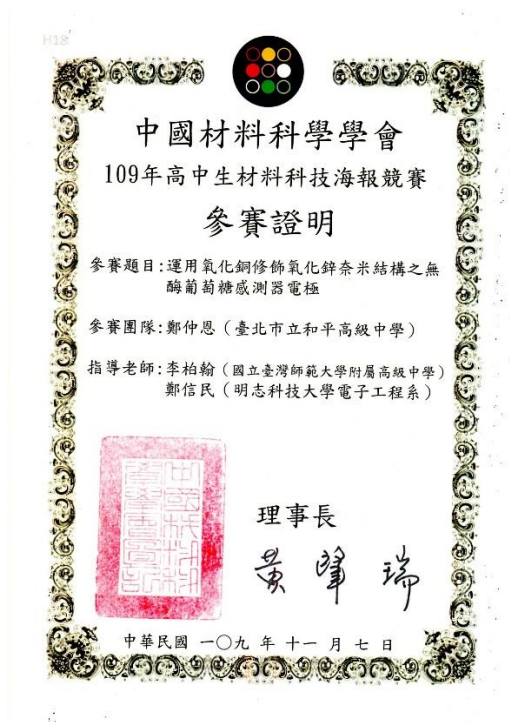 H18
中國材料科學學會
109年高中生材料科技海報競賽
參賽證明
參賽題目:運用氧化銅修飾氧化鋅奈米結構之無
酶葡萄糖感測器電極
參賽團隊:鄭仲恩(臺北市立和平高級中學)
指導老師:李柏翰(國立臺灣師範大學附屬高級中學)
鄭信民(明志科技大學電子工程系)
理事長
黃肇瑞
中華民國 一〇九 年 十一 月 七 日